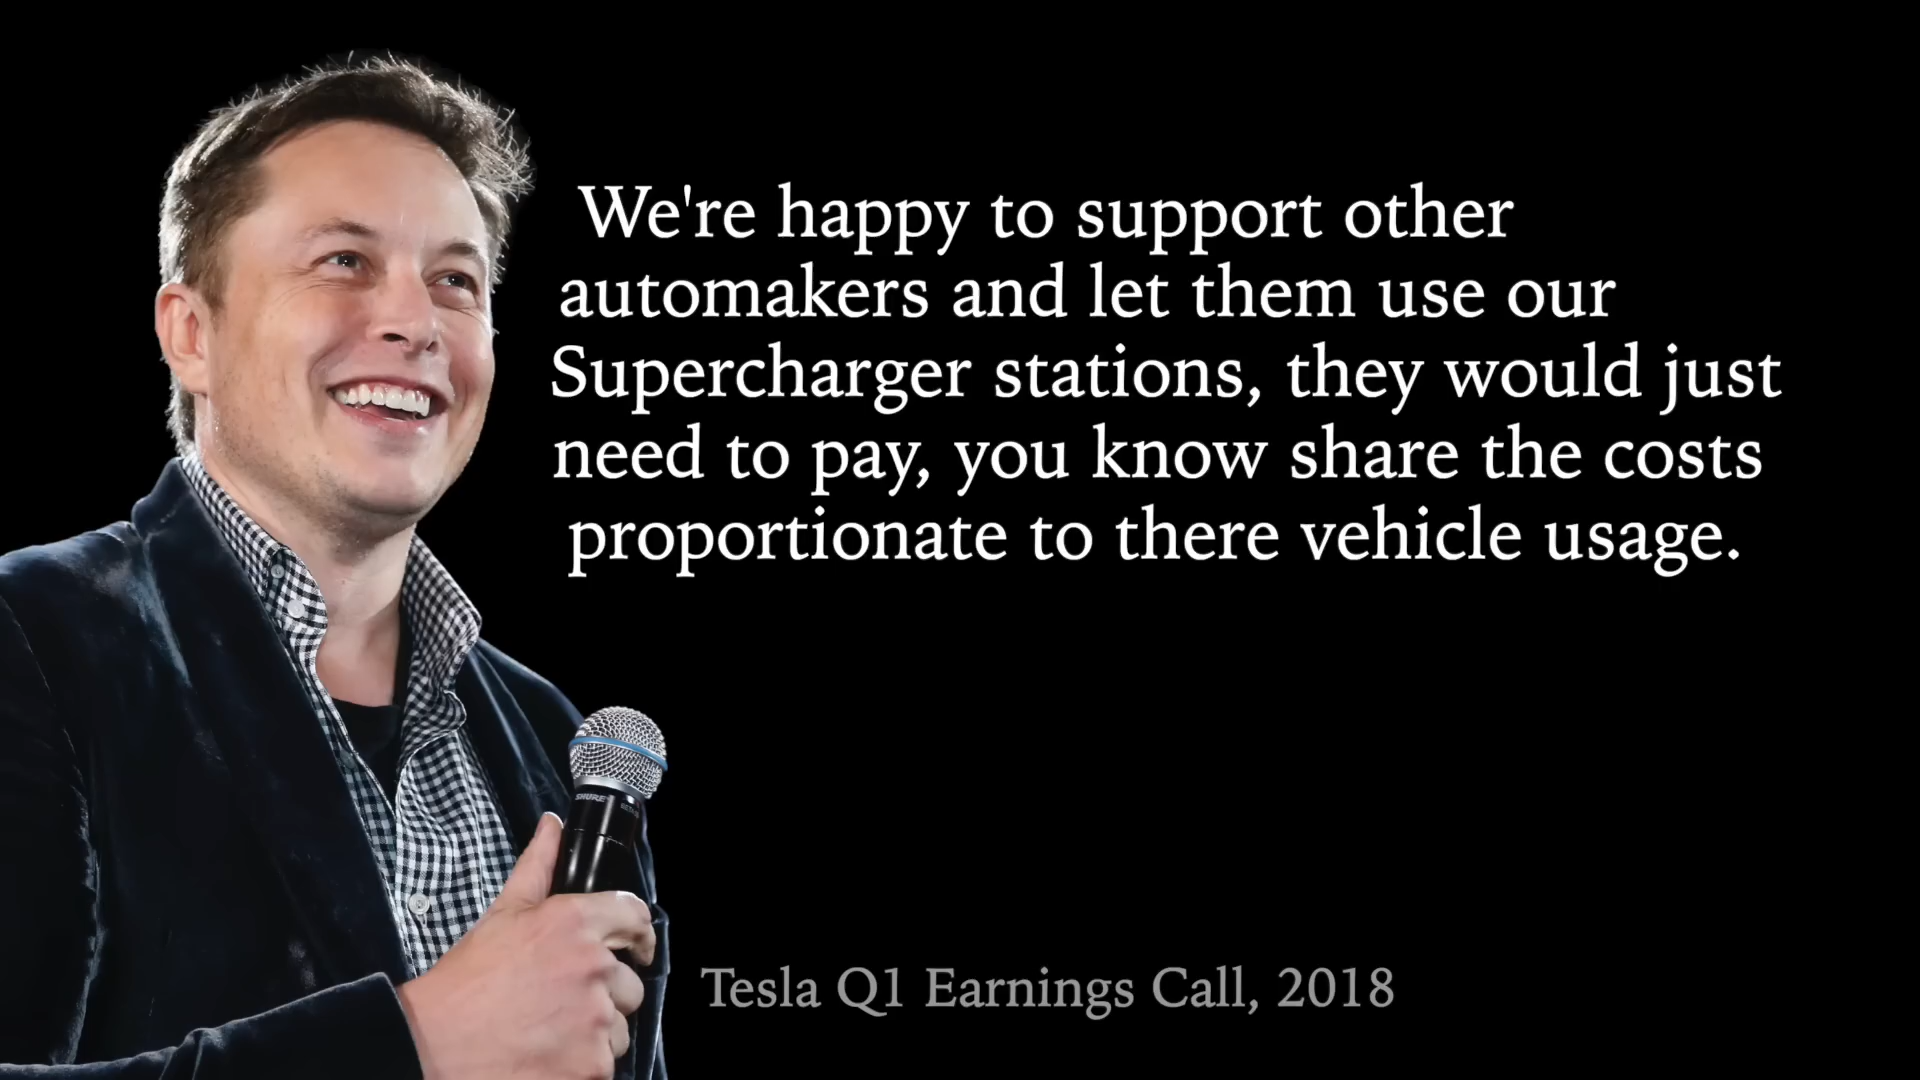 We're happy to support other
automakers and let them use our
Supercharger stations, they would just
need to pay, you know share the costs
proportionate to there vehicle usage.
SHURE
Tesla Q1 Earnings Call, 2018